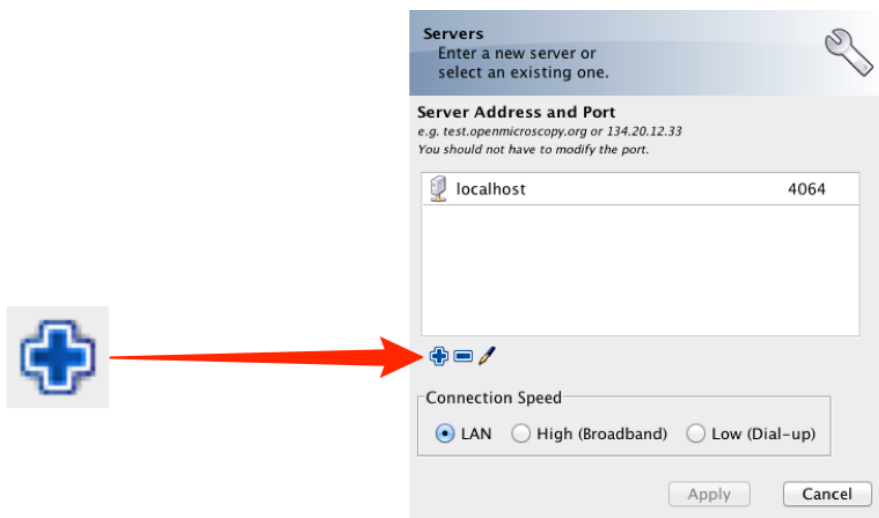 Servers
Enter a new server or
select an existing one.
Server Address and Port
e.g. test.openmicroscopy.org or 134.20.12.33
You should not have to modify the port.
localhost 4064
Connection Speed
LAN High (Broadband) Low (Dial-up)
Apply Cancel